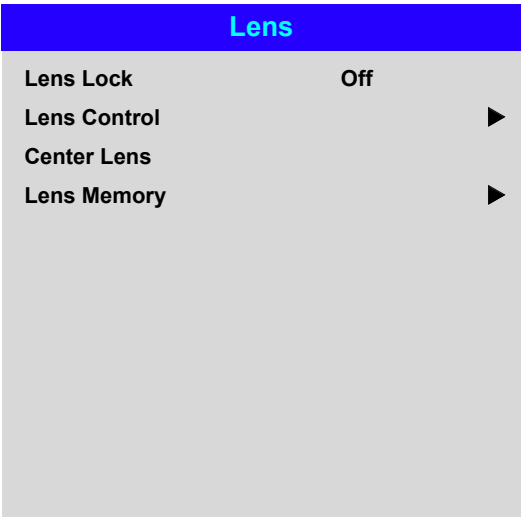 Lens
Lens Lock Off
Lens Control
Center Lens
Lens Memory